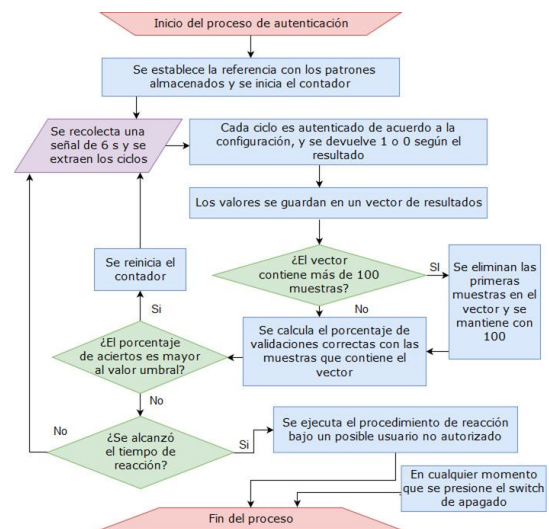 Inicio del proceso de autenticación
Se establece la referencia con los patrones
almacenados y se inicia el contador
Se recolecta una
señal de 6 s y se
extraen los ciclos
Cada ciclo es autenticado de acuerdo a la
configuración, y se devuelve 1 o 0 según el
resultado
Los valores se guardan en un vector de resultados
¿El vector
contiene más de 100
muestras?
SI
No
Se eliminan las
primeras
muestras en el
vector y se
mantiene con
100
Se calcula el porcentaje de
validaciones correctas con las
muestras que contiene el
vector
¿El porcentaje
de aciertos es mayor
al valor umbral?
Si
Se reinicia el
contador
No
¿Se alcanzó
el tiempo de
reacción?
No
Si
Se ejecuta el procedimiento de reacción
bajo un posible usuario no autorizado
En cualquier momento
que se presione el switch
de apagado
Fin del proceso